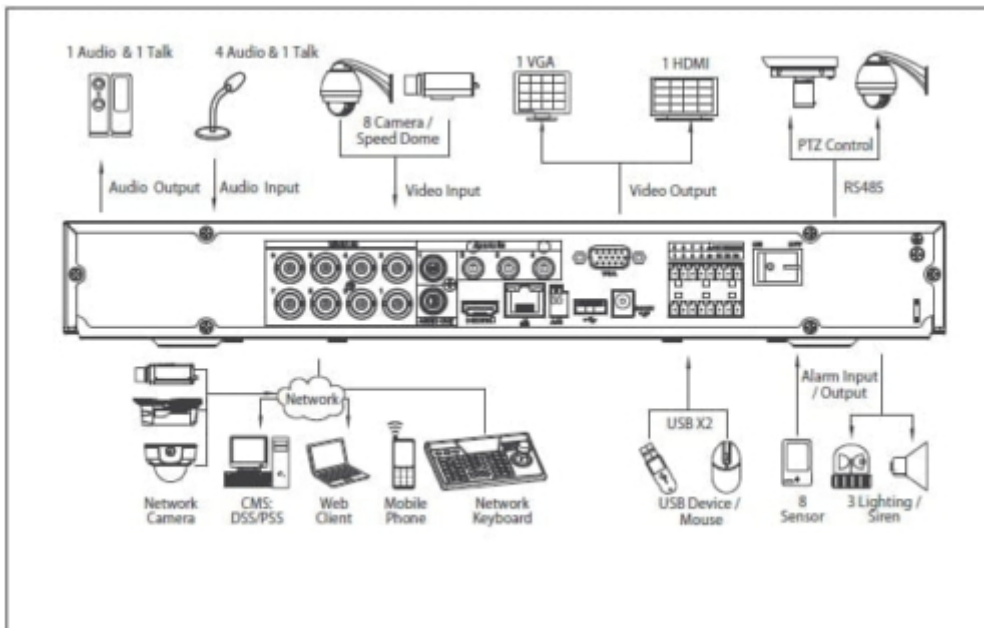 1 Audio & 1 Talk
4 Audio & 1 Talk
8 Camera /
Speed Dome
1 VGA
1 HDMI
PTZ Control
Audio Output
Audio Input
Video Input
Video Output
RS485
Network
Alarm Input
/ Output
USB X2
Network
Camera
CMS:
DSS/PSS
Web
Client
Mobile
Phone
Network
Keyboard
USB Device /
Mouse
8
Sensor
3 Lighting /
Siren